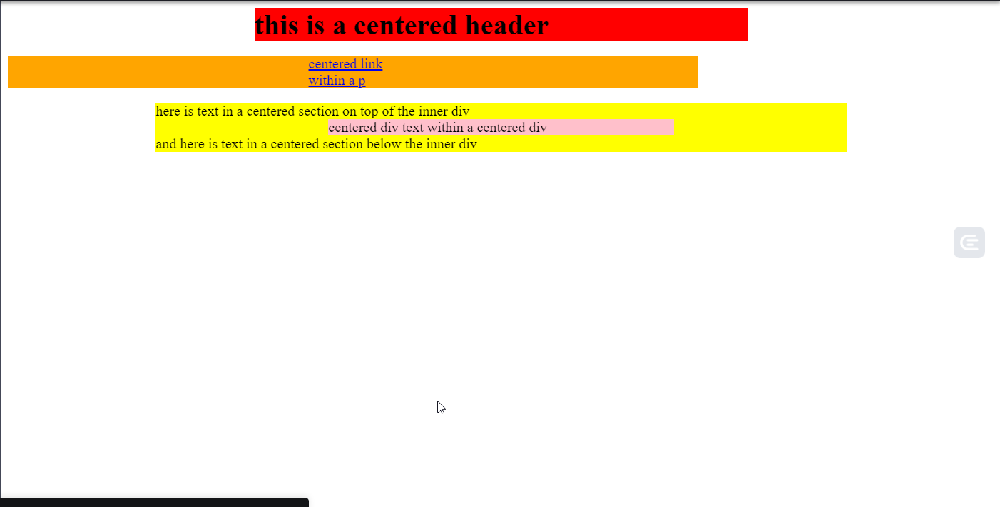 this is a centered header
centered link
within a p
here is text in a centered section on top of the inner div
centered div text within a centered div
and here is text in a centered section below the inner div